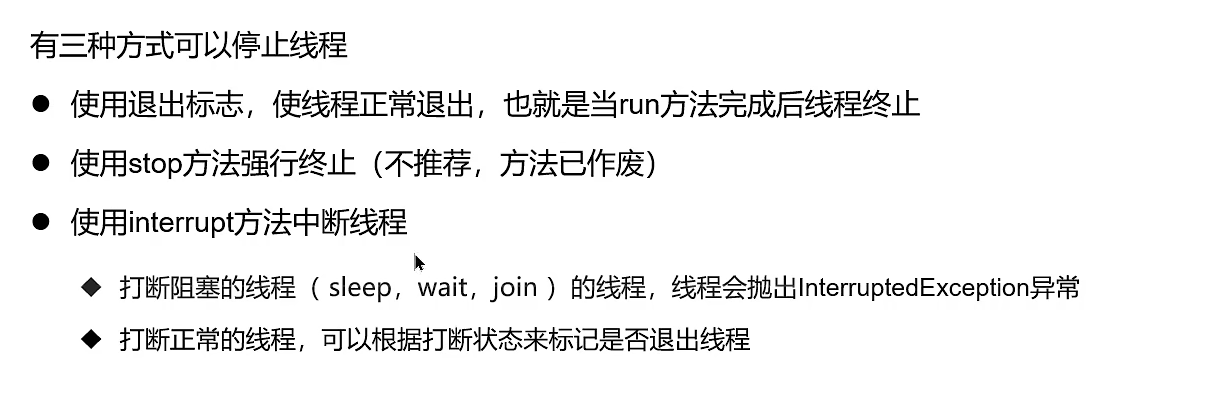 有三种方式可以停止线程
● 使用退出标志，使线程正常退出，也就是当run方法完成后线程终止
● 使用stop方法强行终止（不推荐，方法已作废）
● 使用interrupt方法中断线程
◆ 打断阻塞的线程（ sleep，wait，join ）的线程，线程会抛出InterruptedException异常
◆ 打断正常的线程，可以根据打断状态来标记是否退出线程